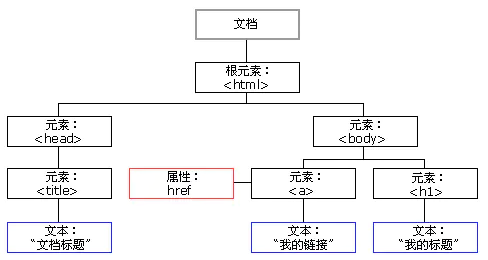 文档
根元素：
<html>
元素：
<head>
元素：
<body>
元素：
<title>
属性：
href
元素：
<a>
元素：
<h1>
文本：
“文档标题”
文本：
“我的链接”
文本：
“我的标题”